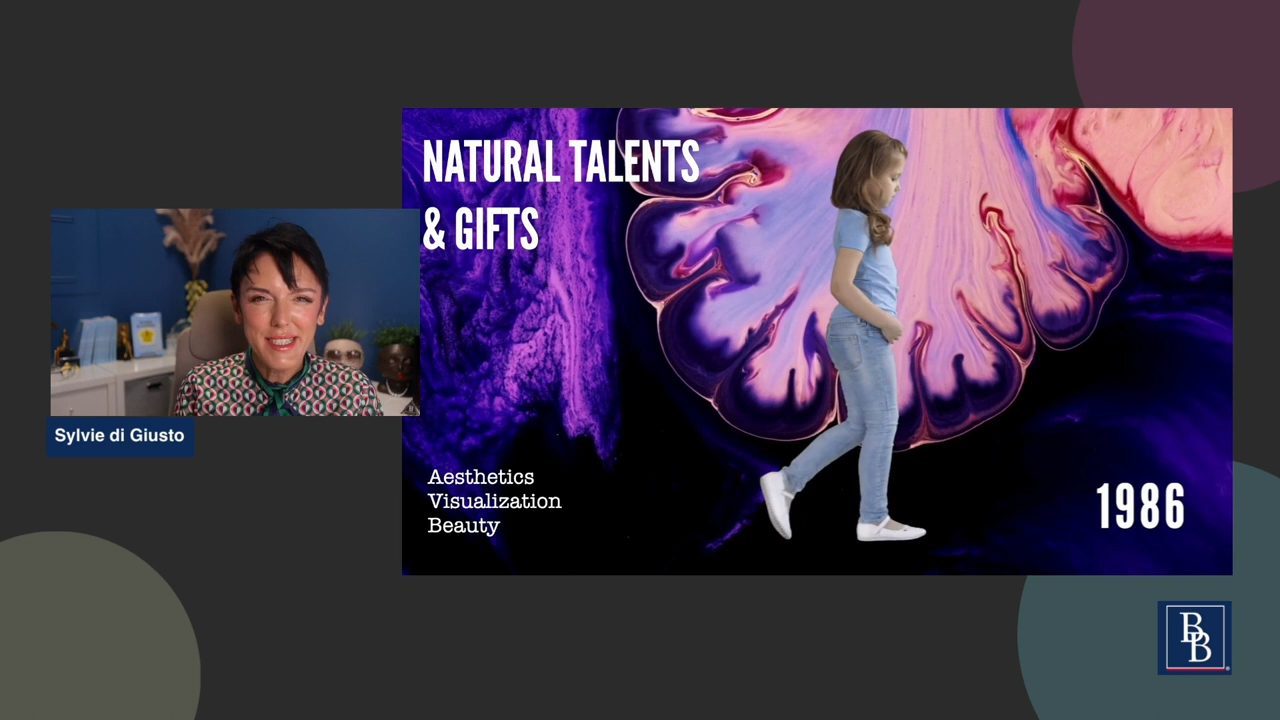 NATURAL TALENTS
& GIFTS
Sylvie di Giusto
Aesthetics
Visualization
Beauty
1986
BB